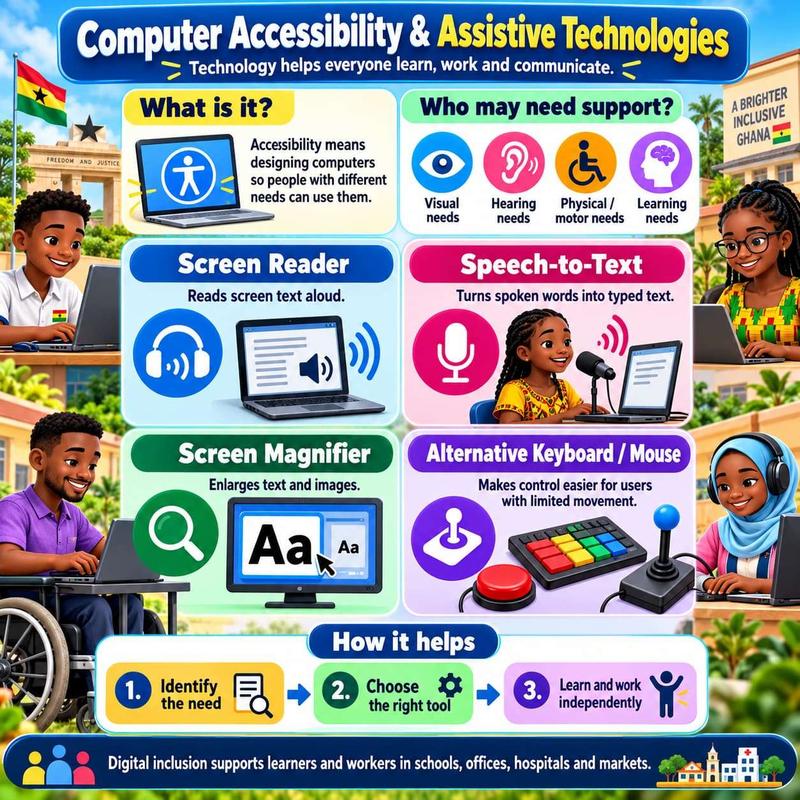 Computer Accessibility & Assistive Technologies
Technology helps everyone learn, work and communicate.
FREEDOM AND JUSTICE
A BRIGHTER
INCLUSIVE
GHANA
What is it?
Accessibility means
designing computers
so people with different
needs can use them.
Who may need support?
Visual
needs
Hearing
needs
Physical /
motor needs
Learning
needs
Screen Reader
Reads screen text aloud.
Speech-to-Text
Turns spoken words into typed text.
Screen Magnifier
Enlarges text and images.
Aa
Aa
Alternative Keyboard / Mouse
Makes control easier for users
with limited movement.
How it helps
1. Identify
the need
2. Choose
the right tool
3. Learn and work
independently
Digital inclusion supports learners and workers in schools, offices, hospitals and markets.